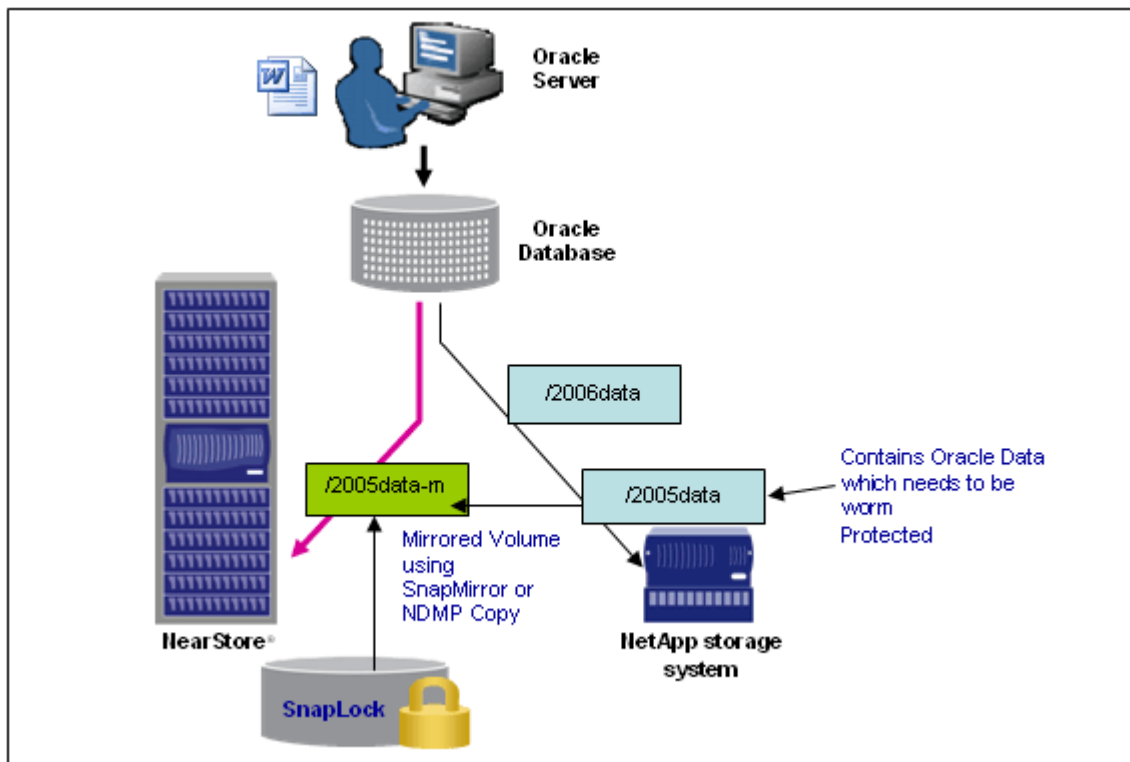 Oracle
Server
W
Oracle
Database
/2006data
/2005data-m
/2005data
Contains Oracle Data
which needs to be
worm
Protected
Mirrored Volume
using
SnapMirror or
NDMP Copy
NearStore®
NetApp storage
system
SnapLock